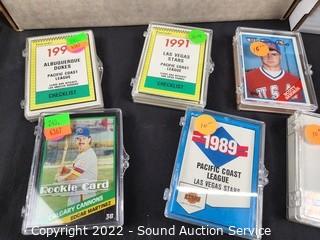 199
ALBUQUERQUE
DUKES
PACIFIC COAST
LEAGUE
CHECKLIST
1991
LAS VEGAS
STARS
PACIFIC COAST
LEAGUE
CHECKLIST
Rookie Card
CALGARY CANNONS
EDGAR MARTINEZ
1989
PACIFIC COAST
LEAGUE
LAS VEGAS STARS
Copyright 2022 - Sound Auction Service